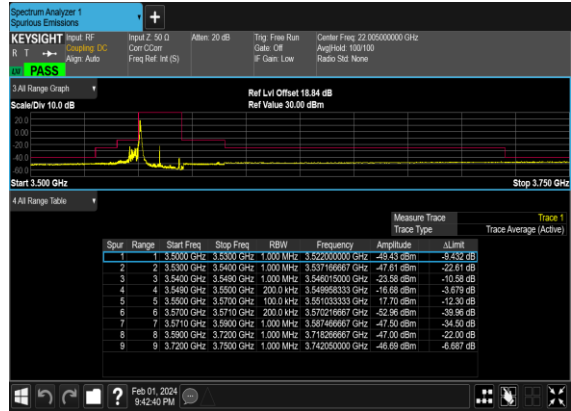 Spectrum Analyzer 1
Spurious Emissions
KEYSIGHT Input: RF Input Z: 50 Ω Atten: 20 dB Trig: Free Run Center Freq: 22.005000000 GHz
R T Coupling: DC Corr CCorr Gate: Off Avg|Hold: 100/100
Align: Auto Freq Ref: Int (S) IF Gain: Low Radio Std: None
PASS
3 All Range Graph
Ref Lvl Offset 18.84 dB
Scale/Div 10.0 dB Ref Value 30.00 dBm
20.0
0.00
-20.0
-40.0
-60.0
Start 3.500 GHz Stop 3.750 GHz
4 All Range Table
Measure Trace Trace 1
Trace Type Trace Average (Active)
Spur Range Start Freq Stop Freq RBW Frequency Amplitude ΔLimit
1 1 3.5000 GHz 3.5300 GHz 1.000 MHz 3.522000000 GHz -49.43 dBm -9.432 dB
2 2 3.5300 GHz 3.5400 GHz 1.000 MHz 3.537166667 GHz -47.61 dBm -22.61 dB
3 3 3.5400 GHz 3.5490 GHz 1.000 MHz 3.546015000 GHz -23.58 dBm -10.58 dB
4 4 3.5490 GHz 3.5500 GHz 200.0 kHz 3.549958333 GHz -16.68 dBm -3.679 dB
5 5 3.5500 GHz 3.5700 GHz 100.0 kHz 3.551033333 GHz 17.70 dBm -12.30 dB
6 6 3.5700 GHz 3.5710 GHz 200.0 kHz 3.570216667 GHz -52.96 dBm -39.96 dB
7 7 3.5710 GHz 3.5900 GHz 1.000 MHz 3.587466667 GHz -47.50 dBm -34.50 dB
8 8 3.5900 GHz 3.7200 GHz 1.000 MHz 3.718266667 GHz -47.00 dBm -22.00 dB
9 9 3.7200 GHz 3.7500 GHz 1.000 MHz 3.742050000 GHz -46.69 dBm -6.687 dB
Feb 01, 2024
9:42:40 PM